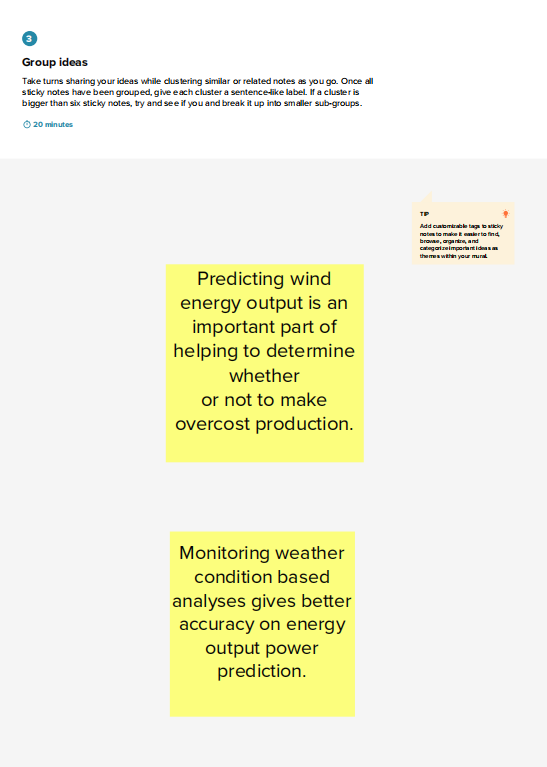 3
Group ideas
Take turns sharing your ideas while clustering similar or related notes as you go. Once all
sticky notes have been grouped, give each cluster a sentence-like label. If a cluster is
bigger than six sticky notes, try and see if you and break it up into smaller sub-groups.
20 minutes
TIP
Add customizable tags to sticky
notes to make it easier to find,
browse, organize, and
categorize important ideas as
themes within your mural.
Predicting wind
energy output is an
important part of
helping to determine
whether
or not to make
overcost production.
Monitoring weather
condition based
analyses gives better
accuracy on energy
output power
prediction.